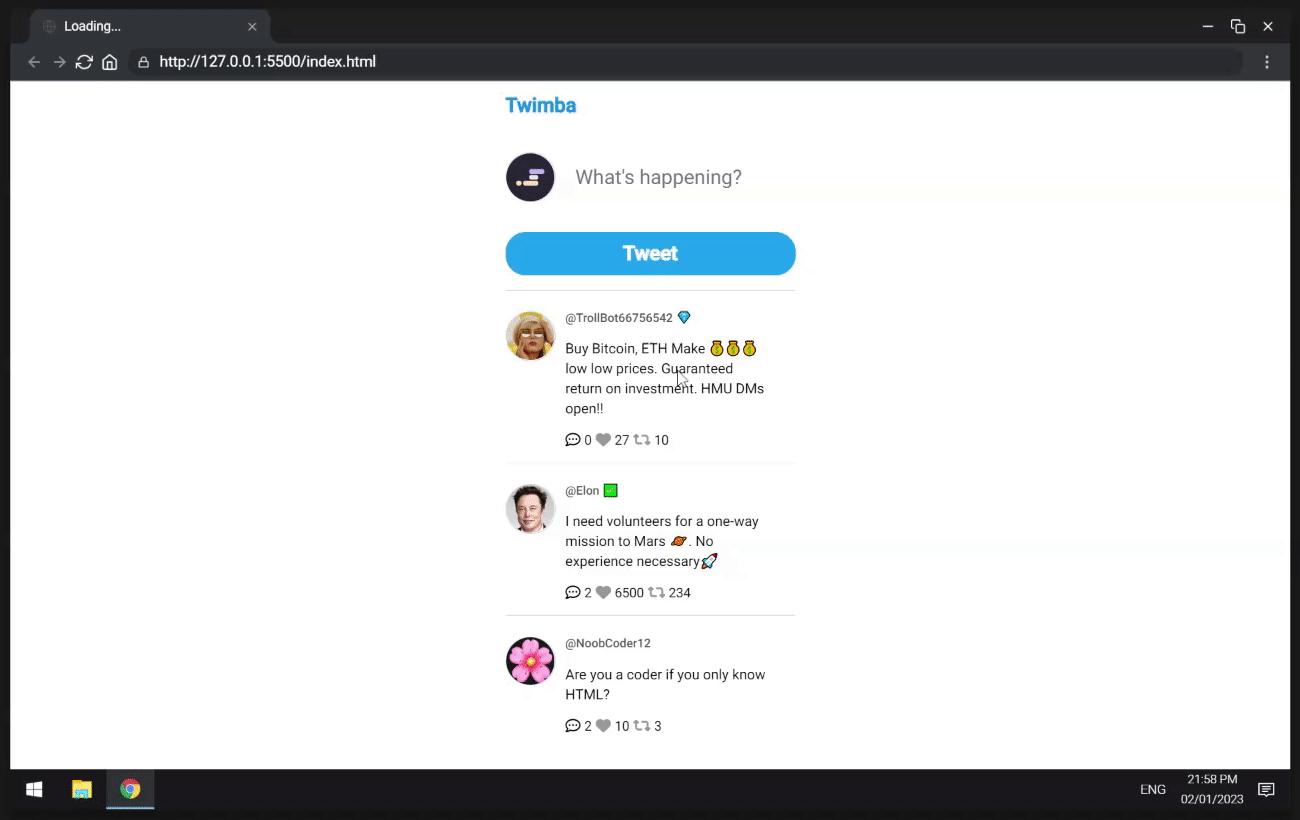 Loading...
http://127.0.0.1:5500/index.html
Twimba
What's happening?
Tweet
@TrollBot66756542 💎
Buy Bitcoin, ETH Make 💰💰💰
low low prices. Guaranteed
return on investment. HMU DMs
open!!
0 27 10
@Elon ✅
I need volunteers for a one-way
mission to Mars 🪐. No
experience necessary🚀
2 6500 234
@NoobCoder12
Are you a coder if you only know
HTML?
2 10 3
ENG
21:58 PM
02/01/2023